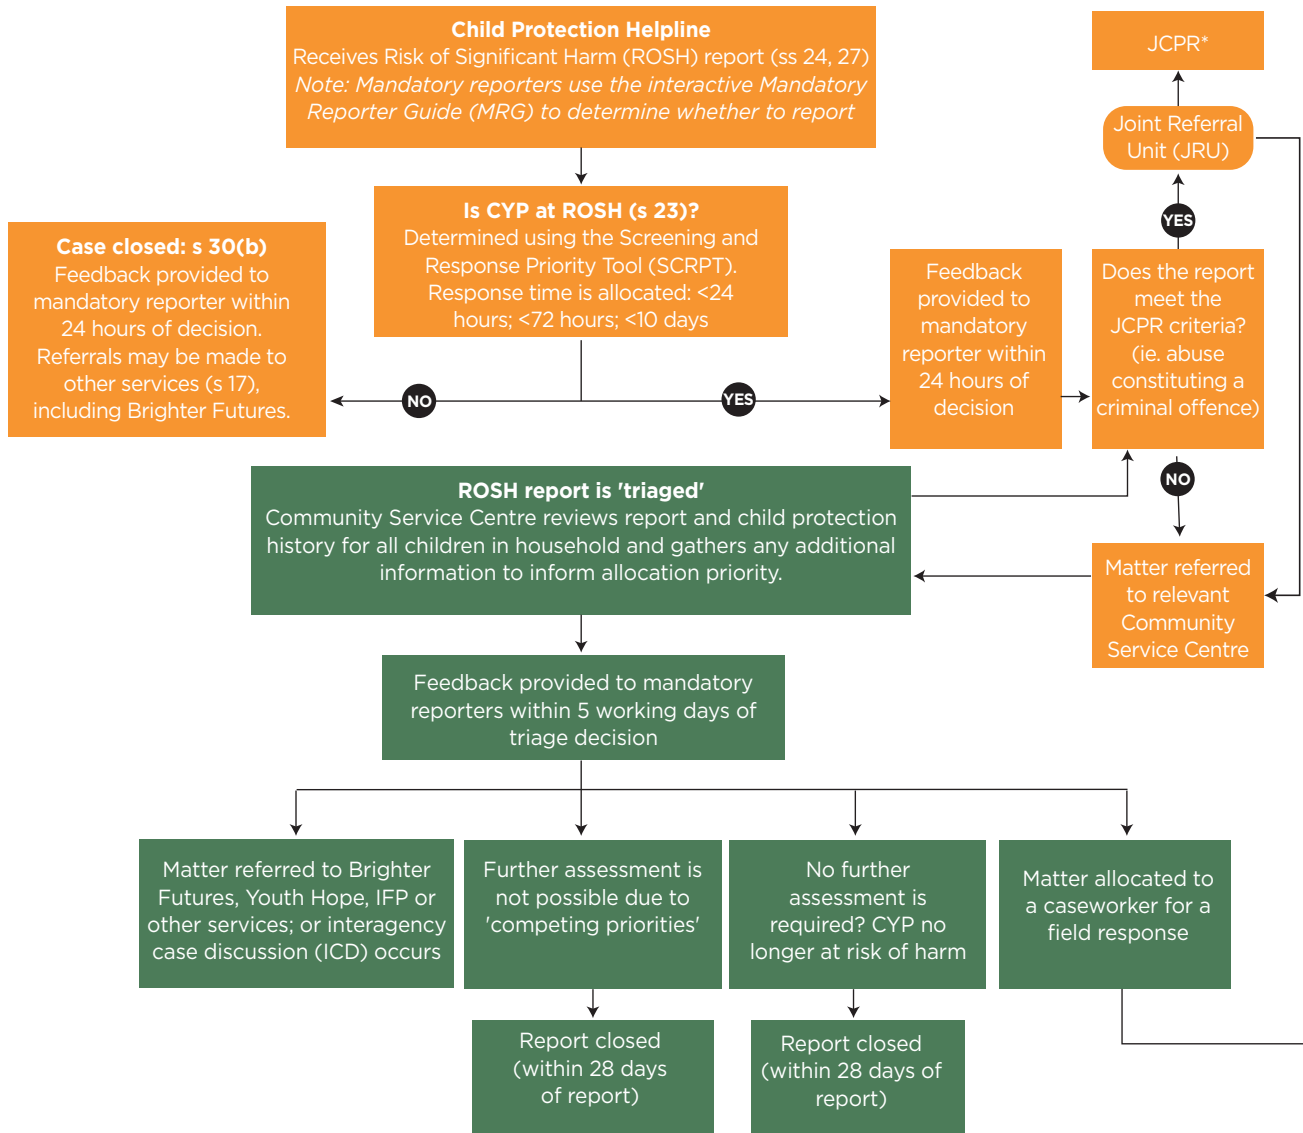 Child Protection Helpline
Receives Risk of Significant Harm (ROSH) report (ss 24, 27)
Note: Mandatory reporters use the interactive Mandatory
Reporter Guide (MRG) to determine whether to report
JCPR*
Joint Referral
Unit (JRU)
YES
Is CYP at ROSH (s 23)?
Determined using the Screening and
Response Priority Tool (SCRPT).
Response time is allocated: <24
hours; <72 hours; <10 days
Case closed: s 30(b)
Feedback provided to
mandatory reporter within
24 hours of decision.
Referrals may be made to
other services (s 17),
including Brighter Futures.
NO
YES
Feedback
provided to
mandatory
reporter within
24 hours of
decision
Does the report
meet the
JCPR criteria?
(ie. abuse
constituting a
criminal offence)
NO
ROSH report is 'triaged'
Community Service Centre reviews report and child protection
history for all children in household and gathers any additional
information to inform allocation priority.
Matter referred
to relevant
Community
Service Centre
Feedback provided to mandatory
reporters within 5 working days of
triage decision
Matter referred to Brighter
Futures, Youth Hope, IFP or
other services; or interagency
case discussion (ICD) occurs
Further assessment is
not possible due to
'competing priorities'
No further
assessment is
required? CYP no
longer at risk of harm
Matter allocated to
a caseworker for a
field response
Report closed
(within 28 days
of report)
Report closed
(within 28 days of
report)